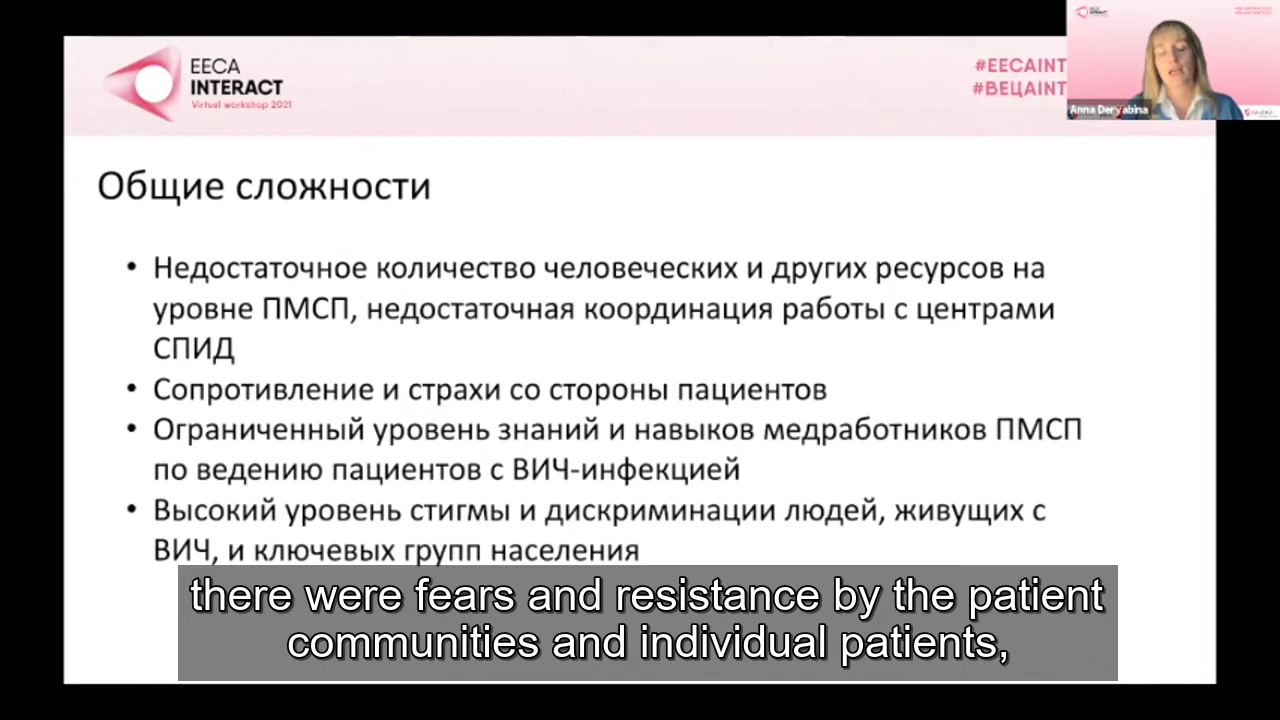 EECA
INTERACT
Virtual workshop 2021
#EECAINT
#ВЕЦАINT
Anna Deryabina
Общие сложности
• Недостаточное количество человеческих и других ресурсов на
уровне ПМСП, недостаточная координация работы с центрами
СПИД
• Сопротивление и страхи со стороны пациентов
• Ограниченный уровень знаний и навыков медработников ПМСП
по ведению пациентов с ВИЧ-инфекцией
• Высокий уровень стигмы и дискриминации людей, живущих с
ВИЧ, и ключевых групп населения
there were fears and resistance by the patient
communities and individual patients,